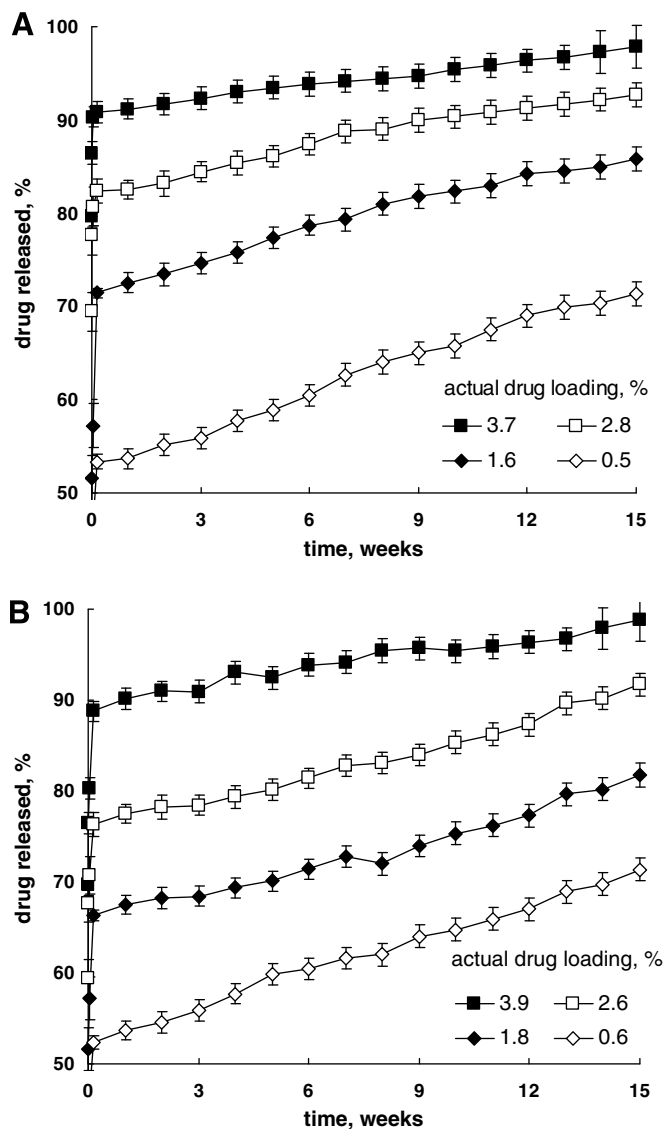 A
100
90
80
70
60
50
drug released, %
actual drug loading, %
3.7 2.8
1.6 0.5
0 3 6 9 12 15
time, weeks
B
100
90
80
70
60
50
drug released, %
actual drug loading, %
3.9 2.6
1.8 0.6
0 3 6 9 12 15
time, weeks